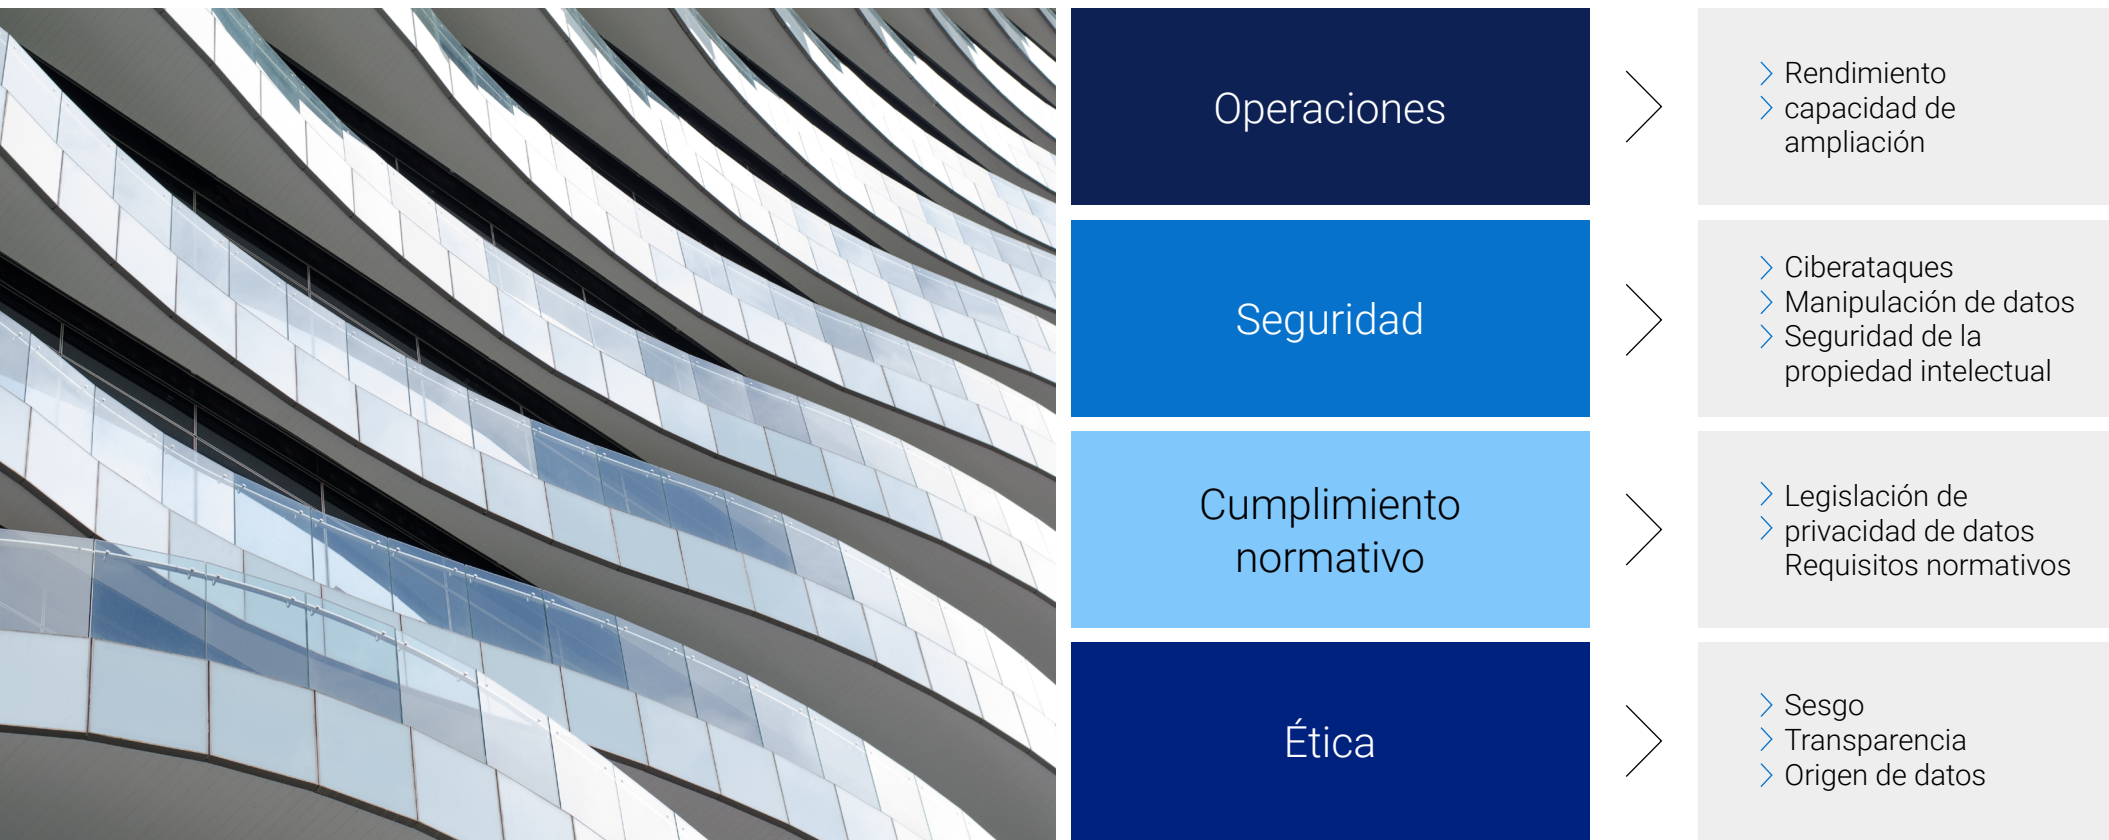 Operaciones
Rendimiento
capacidad de
ampliación
Seguridad
Ciberataques
Manipulación de datos
Seguridad de la
propiedad intelectual
Cumplimiento
normativo
Legislación de
privacidad de datos
Requisitos normativos
Ética
Sesgo
Transparencia
Origen de datos